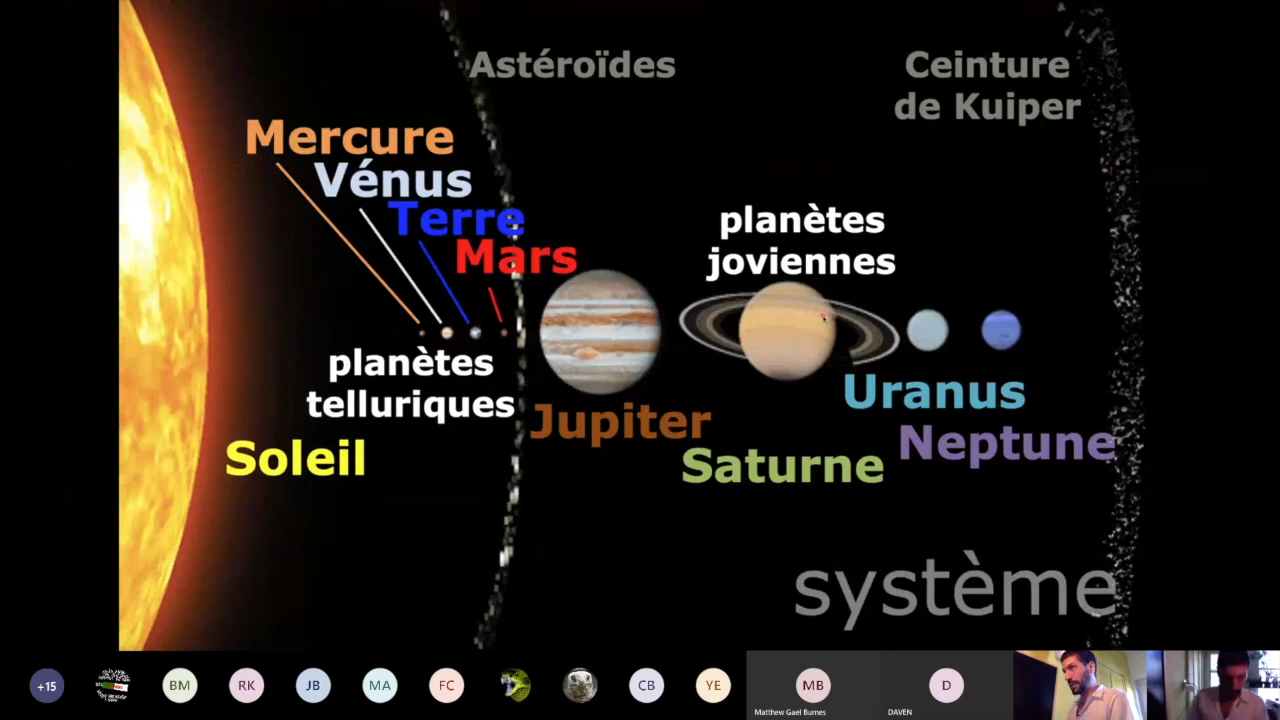 Astéroïdes
Ceinture
de Kuiper
Mercure
Vénus
Terre
Mars
planètes
joviennes
planètes
telluriques
Jupiter
Uranus
Neptune
Soleil
Saturne
système
+15
BM
RK
JB
MA
FC
CB
YE
MB
D
Matthew Gael Bumes
DAVEN